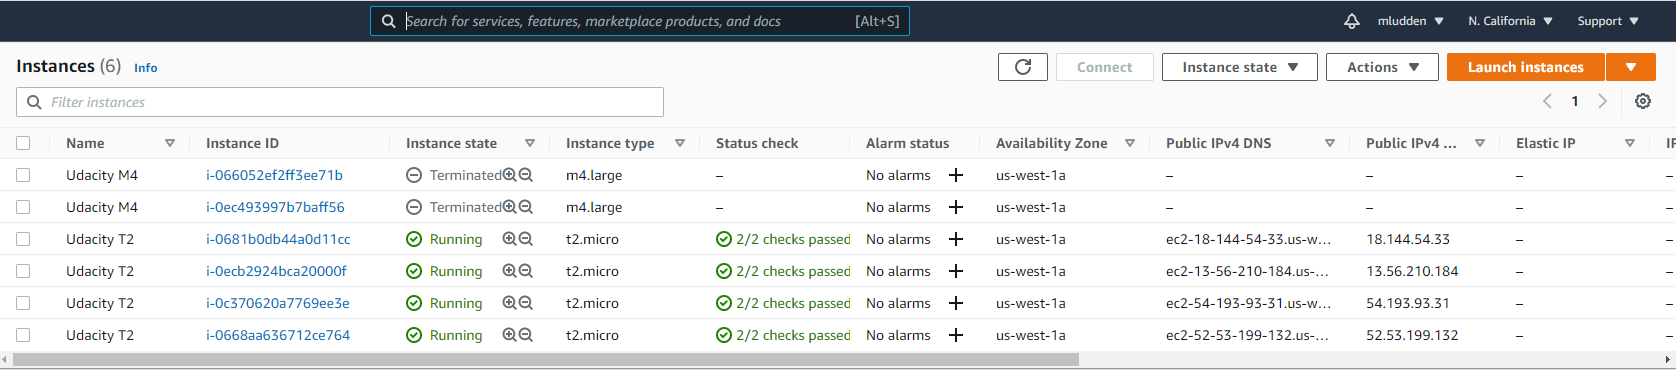 Search for services, features, marketplace products, and docs [Alt+S] mludden N. California Support
Instances (6) Info Connect Instance state Actions Launch instances
Filter instances 1
Name Instance ID Instance state Instance type Status check Alarm status Availability Zone Public IPv4 DNS Public IPv4 ... Elastic IP
Udacity M4 i-066052ef2ff3ee71b Terminated m4.large – No alarms + us-west-1a – – –
Udacity M4 i-0ec493997b7baff56 Terminated m4.large – No alarms + us-west-1a – – –
Udacity T2 i-0681b0db44a0d11cc Running t2.micro 2/2 checks passed No alarms + us-west-1a ec2-18-144-54-33.us-w... 18.144.54.33 –
Udacity T2 i-0ecb2924bca20000f Running t2.micro 2/2 checks passed No alarms + us-west-1a ec2-13-56-210-184.us-... 13.56.210.184 –
Udacity T2 i-0c370620a7769ee3e Running t2.micro 2/2 checks passed No alarms + us-west-1a ec2-54-193-93-31.us-w... 54.193.93.31 –
Udacity T2 i-0668aa636712ce764 Running t2.micro 2/2 checks passed No alarms + us-west-1a ec2-52-53-199-132.us-... 52.53.199.132 –